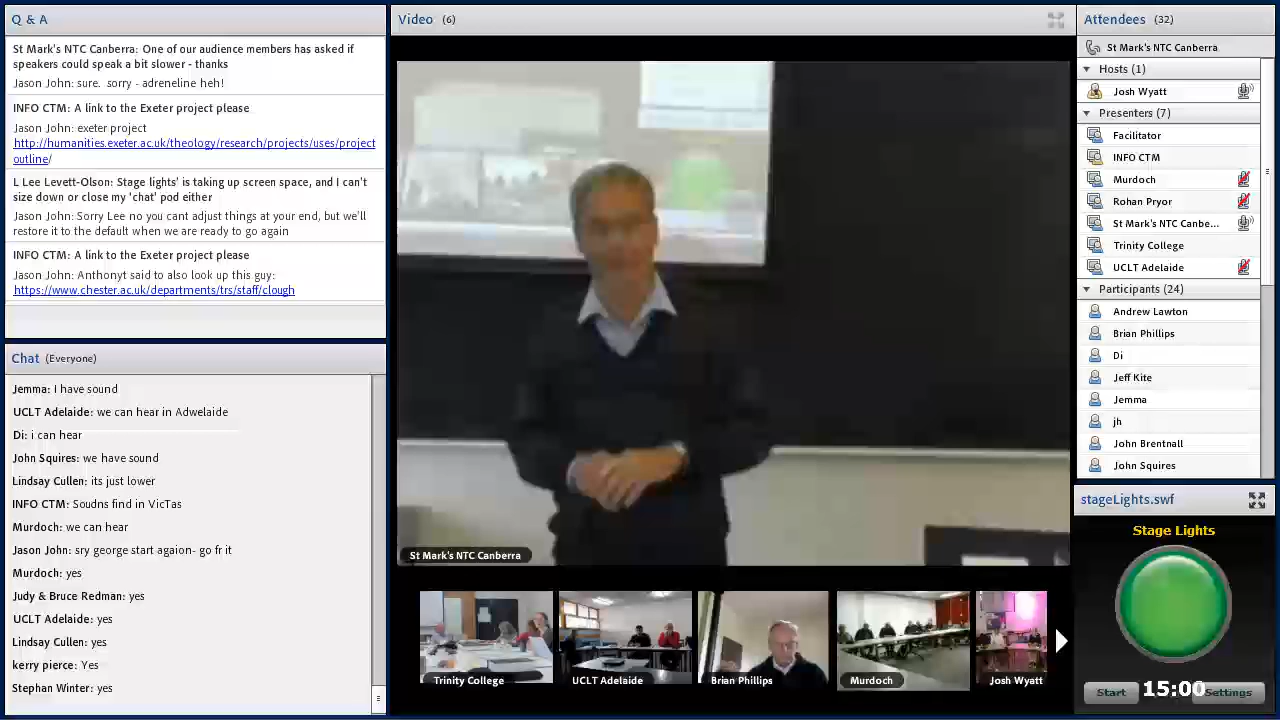 Q & A
St Mark's NTC Canberra: One of our audience members has asked if
speakers could speak a bit slower - thanks
Jason John: sure. sorry - adreneline heh!
INFO CTM: A link to the Exeter project please
Jason John: exeter project
http://humanities.exeter.ac.uk/theology/research/projects/uses/project
outline/
L Lee Levett-Olson: Stage lights' is taking up screen space, and I can't
size down or close my 'chat' pod either
Jason John: Sorry Lee no you cant adjust things at your end, but we'll
restore it to the default when we are ready to go again
INFO CTM: A link to the Exeter project please
Jason John: Anthonyt said to also look up this guy:
https://www.chester.ac.uk/departments/trs/staff/clough
Chat (Everyone)
Jemma: I have sound
UCLT Adelaide: we can hear in Adwelaide
Di: i can hear
John Squires: we have sound
Lindsay Cullen: its just lower
INFO CTM: Soudns find in VicTas
Murdoch: we can hear
Jason John: sry george start agaion- go fr it
Murdoch: yes
Judy & Bruce Redman: yes
UCLT Adelaide: yes
Lindsay Cullen: yes
kerry pierce: Yes
Stephan Winter: yes
Video (6)
St Mark's NTC Canberra
Trinity College
UCLT Adelaide
Brian Phillips
Murdoch
Josh Wyatt
Attendees (32)
St Mark's NTC Canberra
Hosts (1)
Josh Wyatt
Presenters (7)
Facilitator
INFO CTM
Murdoch
Rohan Pryor
St Mark's NTC Canbe...
Trinity College
UCLT Adelaide
Participants (24)
Andrew Lawton
Brian Phillips
Di
Jeff Kite
Jemma
jh
John Brentnall
John Squires
stageLights.swf
Stage Lights
Start 15:00 Settings